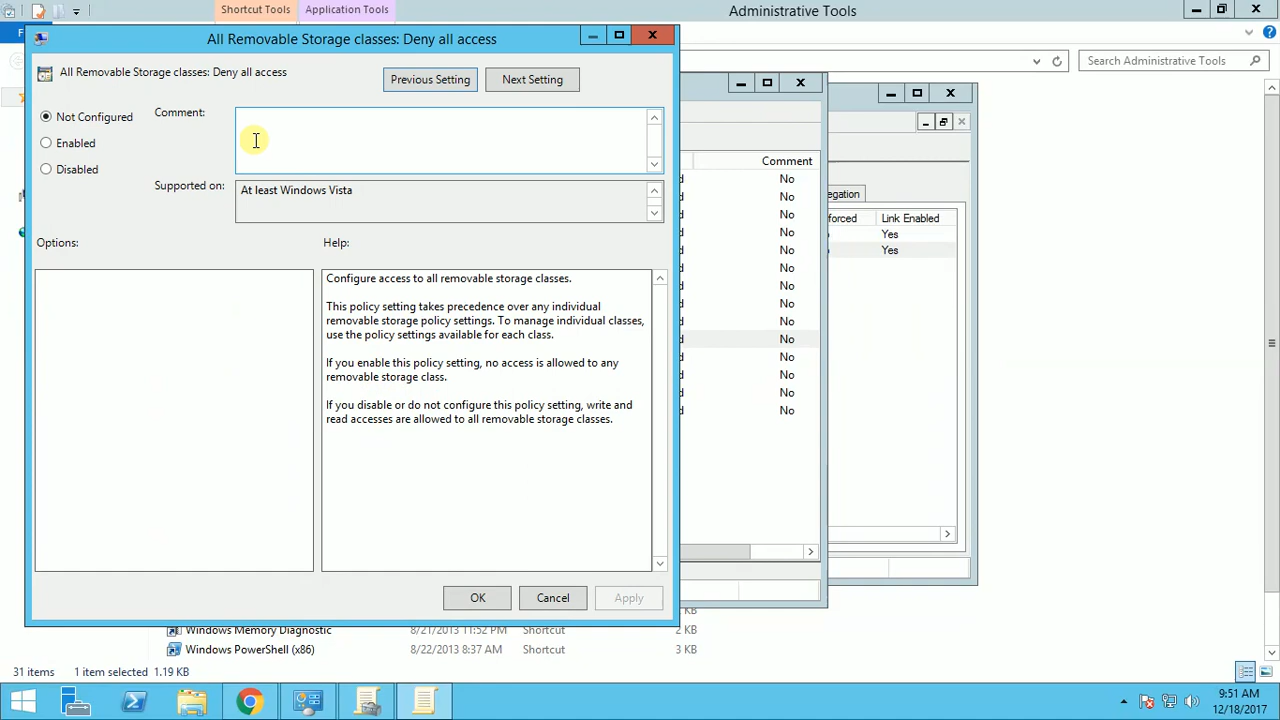 Shortcut Tools
Application Tools
Administrative Tools
F
All Removable Storage classes: Deny all access
Search Administrative Tools
All Removable Storage classes: Deny all access
Previous Setting
Next Setting
Not Configured
Comment:
Enabled
Disabled
Supported on:
At least Windows Vista
Options:
Help:
Configure access to all removable storage classes.
This policy setting takes precedence over any individual
removable storage policy settings. To manage individual classes,
use the policy settings available for each class.
If you enable this policy setting, no access is allowed to any
removable storage class.
If you disable or do not configure this policy setting, write and
read accesses are allowed to all removable storage classes.
OK
Cancel
Apply
Comment
d No
d No
d No
d No
d No
d No
d No
d No
d No
d No
d No
d No
d No
d No
egation
forced
Link Enabled
o Yes
o Yes
KB
Windows Memory Diagnostic 8/21/2013 11:52 PM Shortcut 2 KB
Windows PowerShell (x86) 8/22/2013 8:37 AM Shortcut 3 KB
31 items
1 item selected 1.19 KB
9:51 AM
12/18/2017